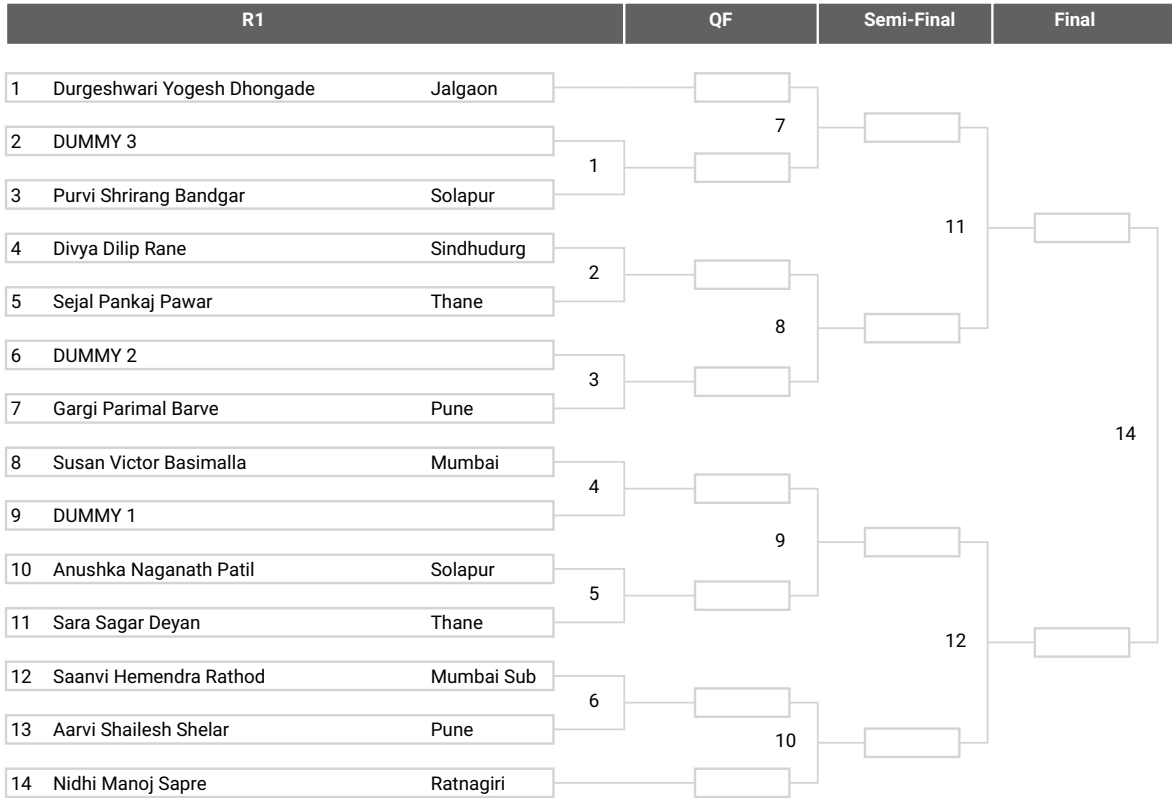 R1 QF Semi-Final Final
1 Durgeshwari Yogesh Dhongade Jalgaon
7
2 DUMMY 3
1
3 Purvi Shrirang Bandgar Solapur
11
4 Divya Dilip Rane Sindhudurg
2
5 Sejal Pankaj Pawar Thane
8
6 DUMMY 2
3
7 Gargi Parimal Barve Pune
14
8 Susan Victor Basimalla Mumbai
4
9 DUMMY 1
9
10 Anushka Naganath Patil Solapur
5
11 Sara Sagar Deyan Thane
12
12 Saanvi Hemendra Rathod Mumbai Sub
6
13 Aarvi Shailesh Shelar Pune
10
14 Nidhi Manoj Sapre Ratnagiri